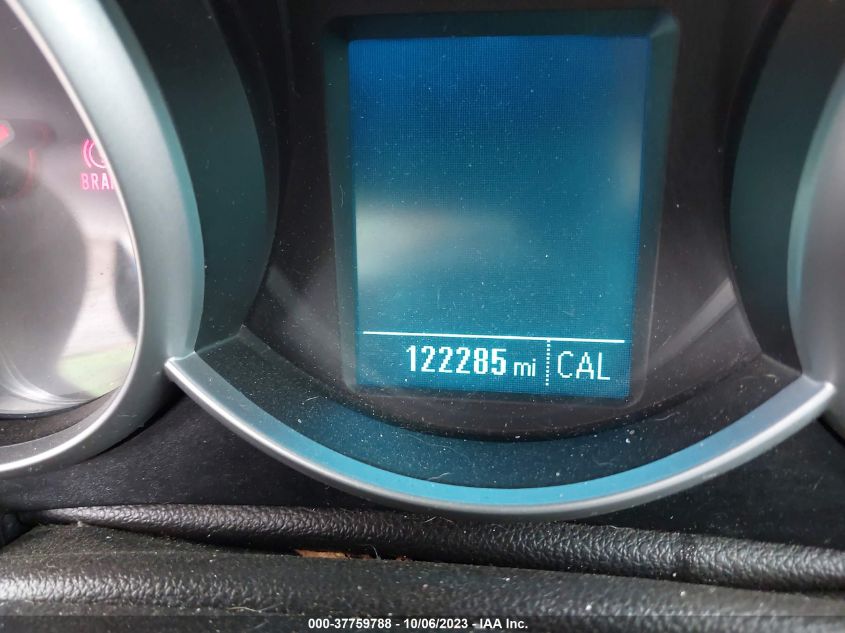 122285 mi CAL
000-37759788 - 10/06/2023 - IAA Inc.